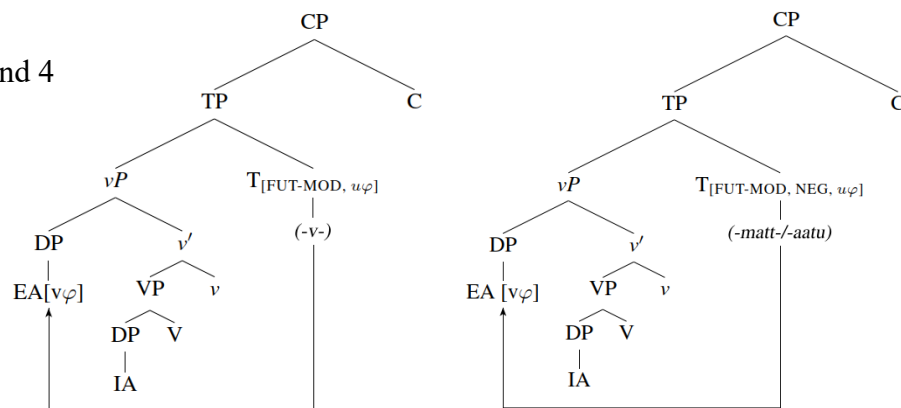 CP
CP
nd 4
TP
C
TP
C
vP
T[FUT-MOD, uφ]
vP
T[FUT-MOD, NEG, uφ]
(-v-)
(-matt-/-aatu)
DP
v′
DP
v′
EA[vφ]
VP
v
EA [vφ]
VP
v
DP
V
DP
V
IA
IA